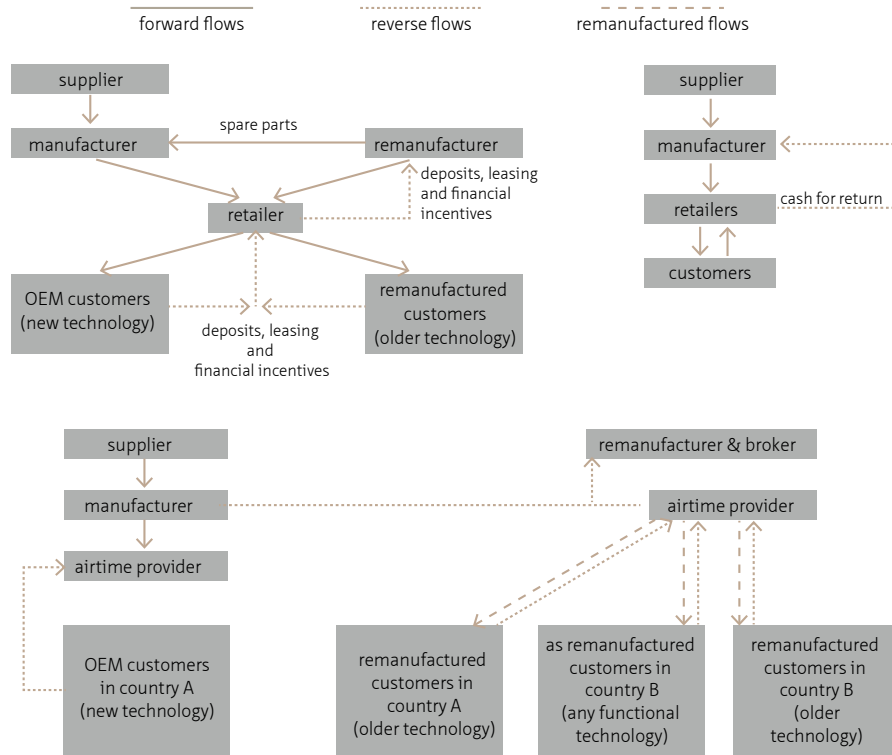 forward flows
reverse flows
remanufactured flows
supplier
manufacturer
spare parts
remanufacturer
deposits, leasing
and financial
incentives
retailer
OEM customers
(new technology)
remanufactured
customers
(older technology)
deposits, leasing
and
financial incentives
supplier
manufacturer
retailers
cash for return
customers
supplier
manufacturer
airtime provider
OEM customers
in country A
(new technology)
remanufacturer & broker
airtime provider
remanufactured
customers in
country A
(older technology)
as remanufactured
customers in
country B
(any functional
technology)
remanufactured
customers in
country B
(older
technology)